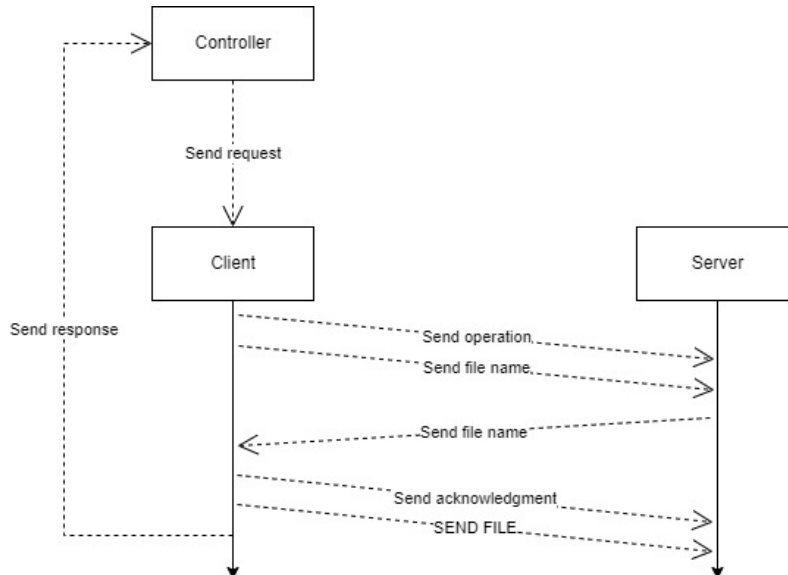 Controller
Send request
Client
Server
Send response
Send operation
Send file name
Send file name
Send acknowledgment
SEND FILE